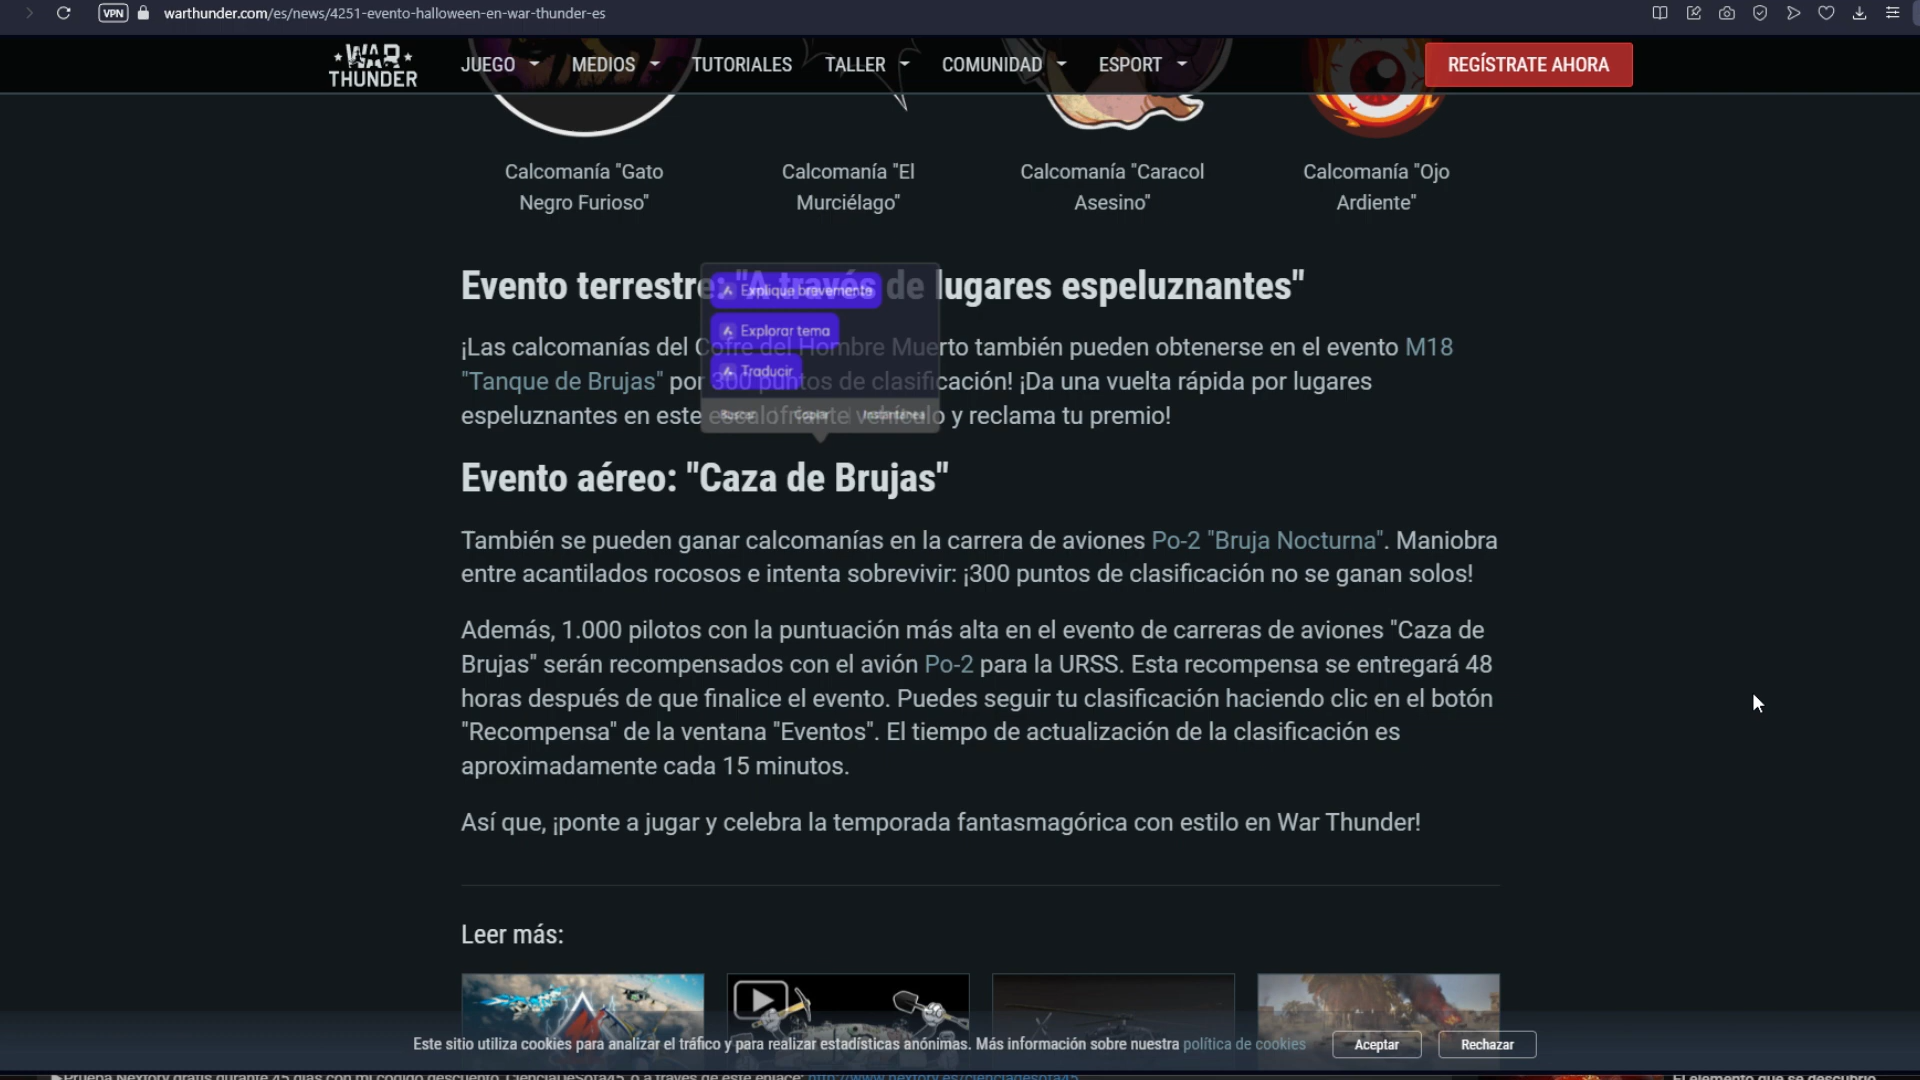 VPN warthunder.com/es/news/4251-evento-halloween-en-war-thunder-es
WAR THUNDER
JUEGO MEDIOS TUTORIALES TALLER COMUNIDAD ESPORT REGÍSTRATE AHORA
Calcomanía "Gato Negro Furioso"
Calcomanía "El Murciélago"
Calcomanía "Caracol Asesino"
Calcomanía "Ojo Ardiente"
Evento terrestre: "A través de lugares espeluznantes"
Explique brevemente
Explorar tema
Traducir
Buscar Copiar Instantánea
¡Las calcomanías del Cofre del Hombre Muerto también pueden obtenerse en el evento M18
"Tanque de Brujas" por 300 puntos de clasificación! ¡Da una vuelta rápida por lugares
espeluznantes en este escalofriante vehículo y reclama tu premio!
Evento aéreo: "Caza de Brujas"
También se pueden ganar calcomanías en la carrera de aviones Po-2 "Bruja Nocturna". Maniobra
entre acantilados rocosos e intenta sobrevivir: ¡300 puntos de clasificación no se ganan solos!
Además, 1.000 pilotos con la puntuación más alta en el evento de carreras de aviones "Caza de
Brujas" serán recompensados con el avión Po-2 para la URSS. Esta recompensa se entregará 48
horas después de que finalice el evento. Puedes seguir tu clasificación haciendo clic en el botón
"Recompensa" de la ventana "Eventos". El tiempo de actualización de la clasificación es
aproximadamente cada 15 minutos.
Así que, ¡ponte a jugar y celebra la temporada fantasmagórica con estilo en War Thunder!
Leer más:
Este sitio utiliza cookies para analizar el tráfico y para realizar estadísticas anónimas. Más información sobre nuestra política de cookies
Aceptar Rechazar